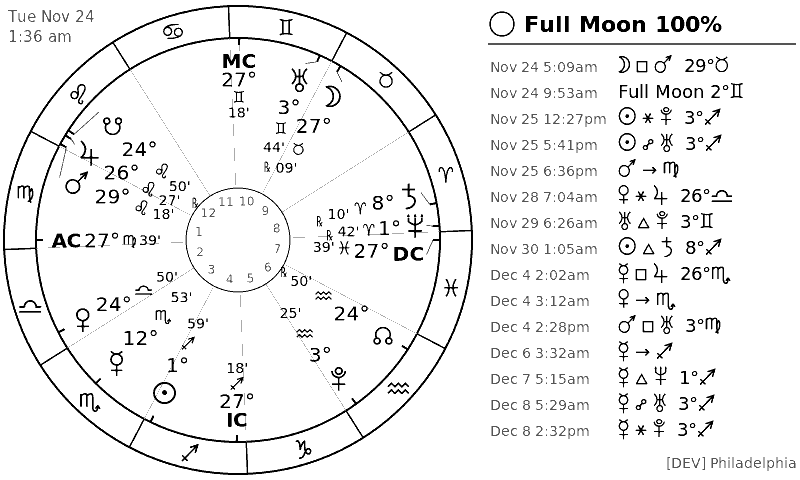 Tue Nov 24
1:36 am
Full Moon 100%
Nov 24 5:09am ☽ □ ♂ 29°♉
Nov 24 9:53am Full Moon 2°♊
Nov 25 12:27pm ☉ ⚹ ⚴ 3°♐
Nov 25 5:41pm ☉ ☍ ♅ 3°♐
Nov 25 6:36pm ♂ → ♍
Nov 28 7:04am ♀ ⚹ ♃ 26°♎
Nov 29 6:26am ♅ △ ♇ 3°♊
Nov 30 1:05am ☉ △ ♄ 8°♐
Dec 4 2:02am ☿ □ ♃ 26°♏
Dec 4 3:12am ♀ → ♏
Dec 4 2:28pm ♂ □ ♅ 3°♍
Dec 6 3:32am ☿ → ♐
Dec 7 5:15am ☿ △ ♆ 1°♐
Dec 8 5:29am ☿ ☍ ♅ 3°♐
Dec 8 2:32pm ☿ ⚹ ♇ 3°♐
[DEV] Philadelphia
MC
27°
♊
18'
♅
3°
♊
44'
☽
27°
♉
℞ 09'
☋
24°
♌
50'
℞
♃
26°
♌
27'
♂
29°
♌
18'
AC 27° ♍ 39'
♄ 8° ♈ 10' ℞
♆ 1° ♈ 42' ℞
39' ♓ 27° DC
♀ 24° ♎ 50'
☿ 12° ♏ 53'
☉ 1° ♐ 59'
18'
♐
27°
IC
♇ 3° ♒ 25'
☊ 24° ♒ 50' ℞
1
2
3
4
5
6
7
8
9
10
11
12